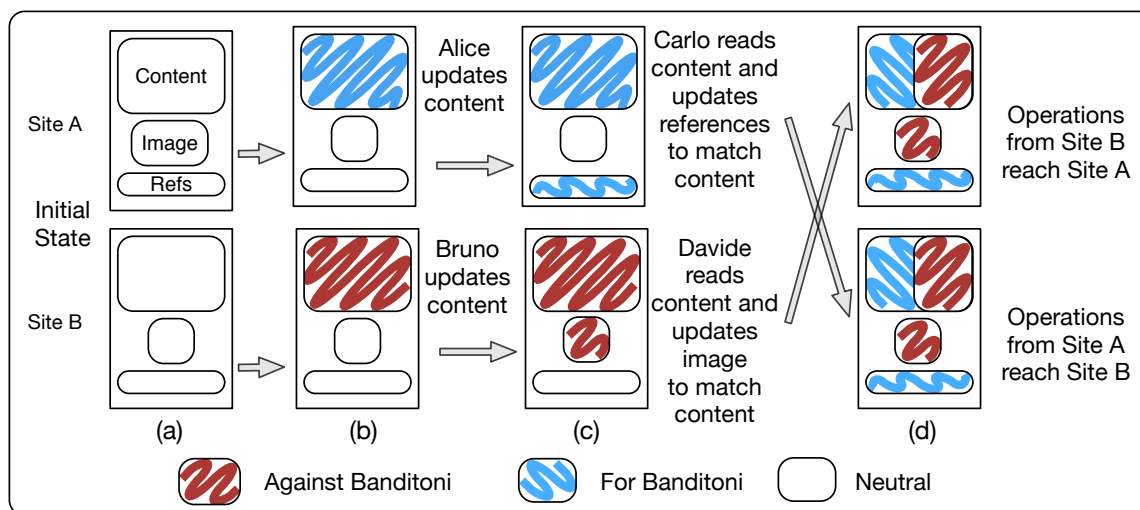 Site A
Content
Image
Refs
Alice
updates
content
Carlo reads
content and
updates
references
to match
content
Operations
from Site B
reach Site A
Initial
State
Site B
Bruno
updates
content
Davide
reads
content and
updates
image
to match
content
Operations
from Site A
reach Site B
(a)
(b)
(c)
(d)
Against Banditoni
For Banditoni
Neutral